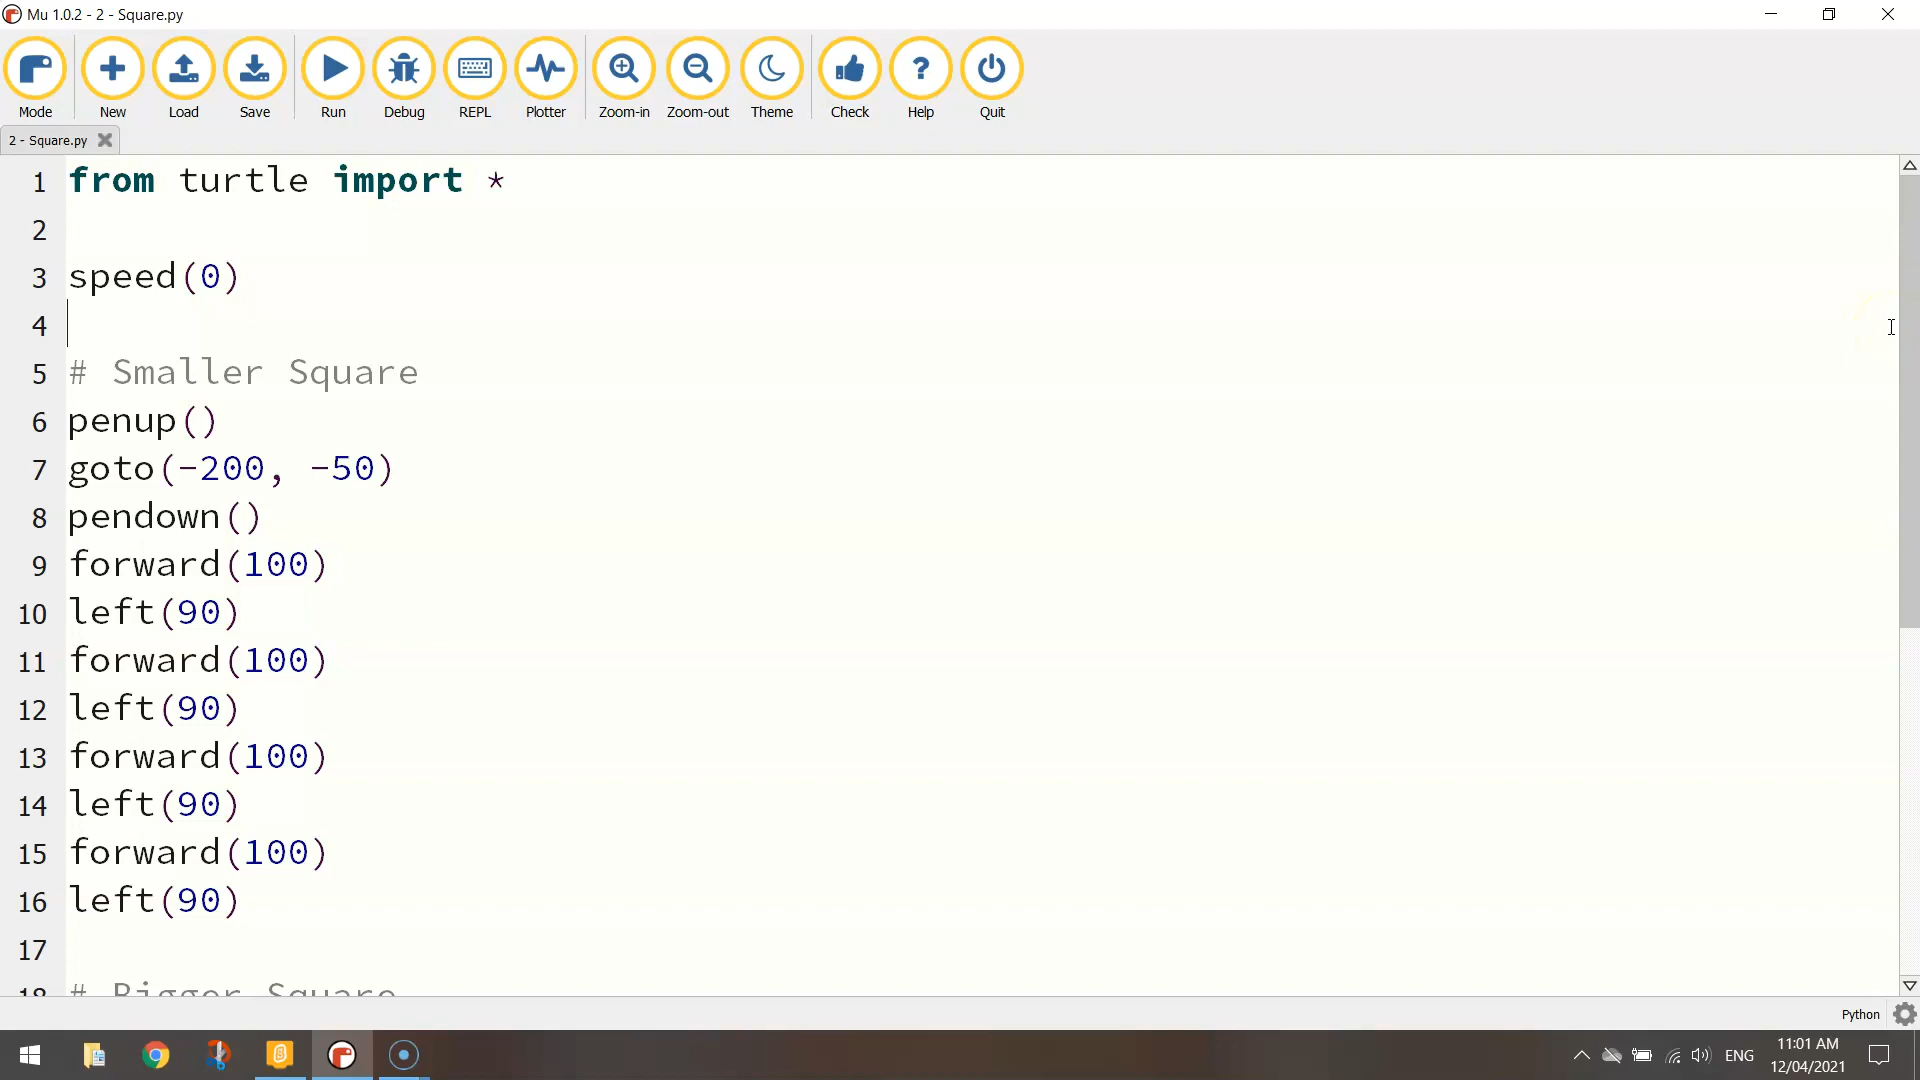 Mu 1.0.2 - 2 - Square.py
Mode New Load Save Run Debug REPL Plotter Zoom-in Zoom-out Theme Check Help Quit
2 - Square.py
1 from turtle import *
2
3 speed(0)
4
5 # Smaller Square
6 penup()
7 goto(-200, -50)
8 pendown()
9 forward(100)
10 left(90)
11 forward(100)
12 left(90)
13 forward(100)
14 left(90)
15 forward(100)
16 left(90)
17
18 # Bigger Square
Python
ENG
11:01 AM
12/04/2021